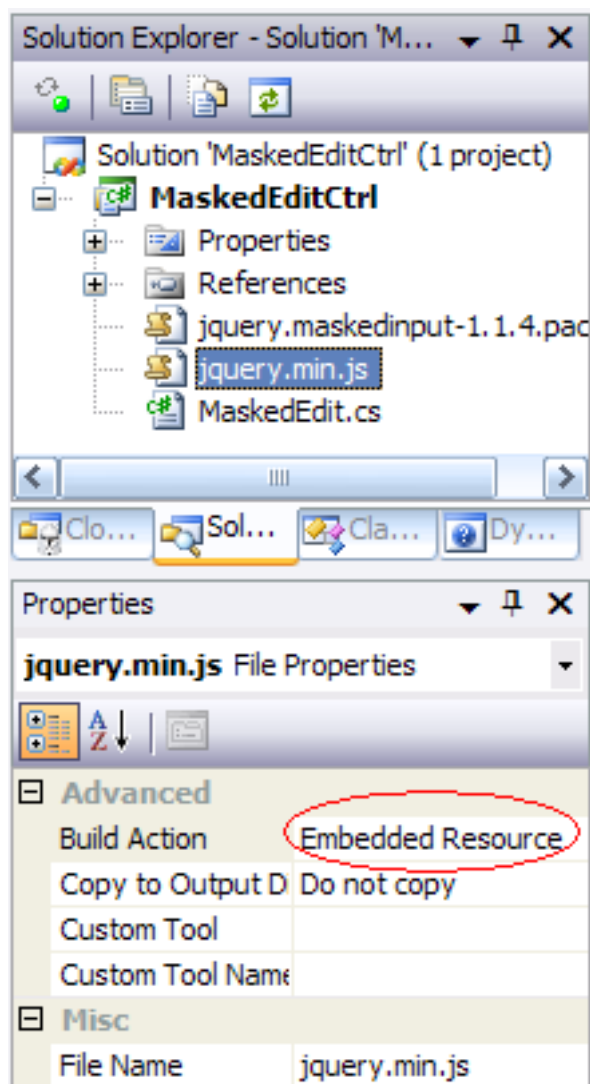 Solution Explorer - Solution 'M...
Solution 'MaskedEditCtrl' (1 project)
MaskedEditCtrl
Properties
References
jquery.maskedinput-1.1.4.pac
jquery.min.js
MaskedEdit.cs
Clo... Sol... Cla... Dy...
Properties
jquery.min.js File Properties
Advanced
Build Action Embedded Resource
Copy to Output D Do not copy
Custom Tool
Custom Tool Name
Misc
File Name jquery.min.js